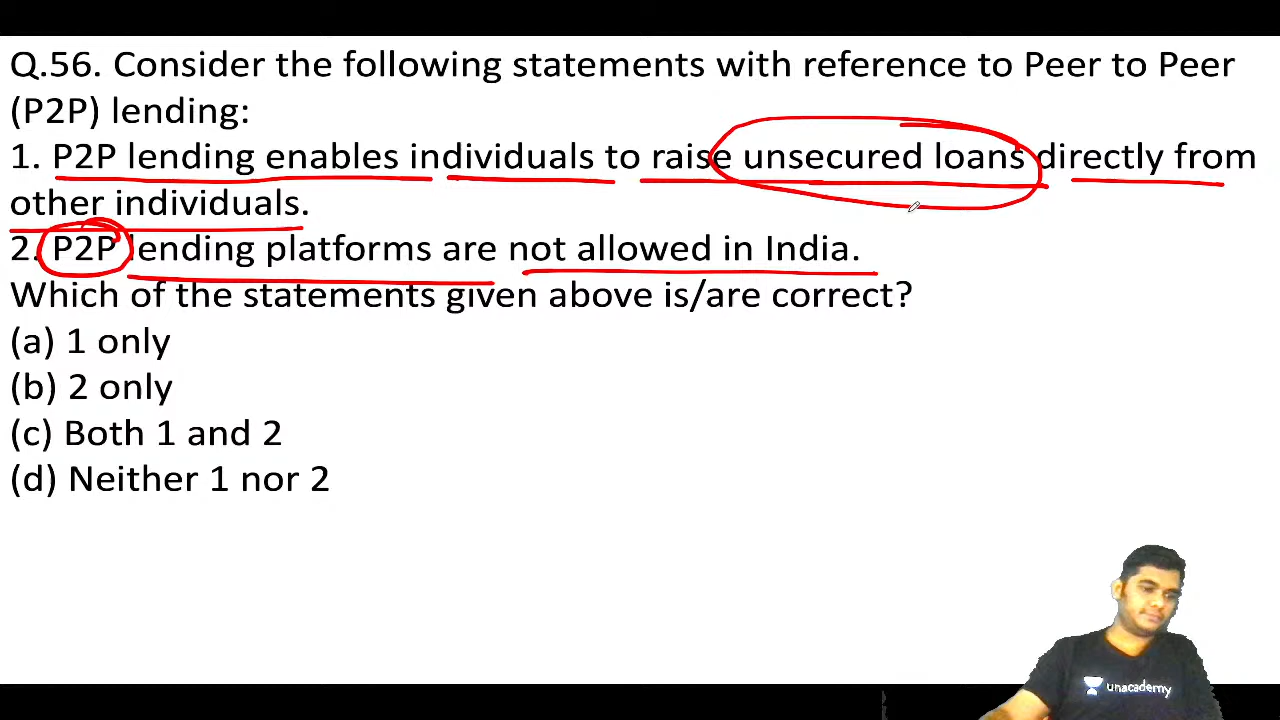 Q.56. Consider the following statements with reference to Peer to Peer
(P2P) lending:
1. P2P lending enables individuals to raise unsecured loans directly from
other individuals.
2. P2P lending platforms are not allowed in India.
Which of the statements given above is/are correct?
(a) 1 only
(b) 2 only
(c) Both 1 and 2
(d) Neither 1 nor 2
unacademy